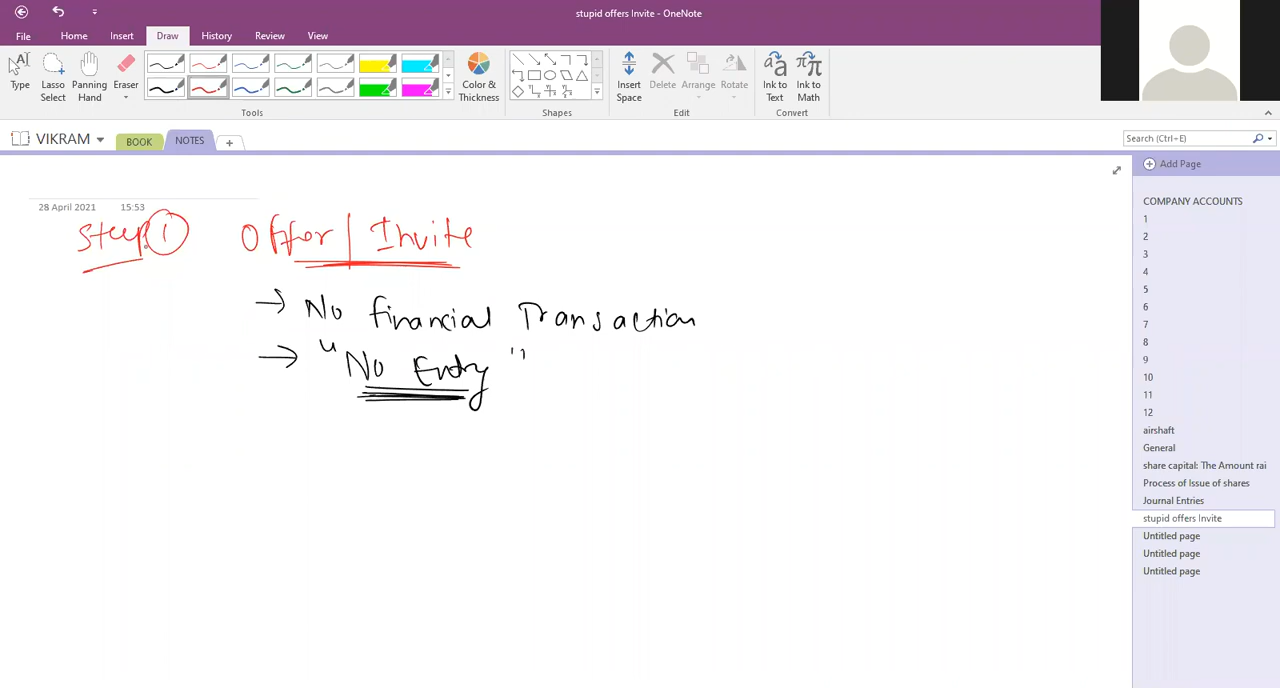 stupid offers Invite - OneNote
File Home Insert Draw History Review View
Type Lasso Select Panning Hand Eraser Color & Thickness Insert Space Delete Arrange Rotate Ink to Text Ink to Math
Tools Shapes Edit Convert
VIKRAM BOOK NOTES Search (Ctrl+E)
Add Page
28 April 2021 15:53
Step 1 Offer | Invite
→ No Financial Transaction
→ "No Entry"
COMPANY ACCOUNTS
1
2
3
4
5
6
7
8
9
10
11
12
airshaft
General
share capital: The Amount rai
Process of Issue of shares
Journal Entries
stupid offers Invite
Untitled page
Untitled page
Untitled page